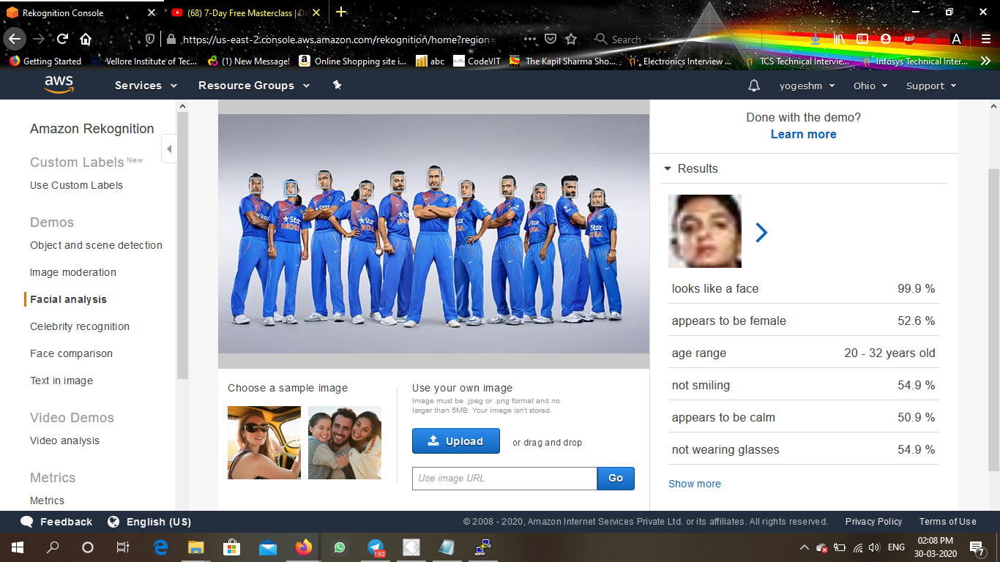 Rekognition Console
(68) 7-Day Free Masterclass | Da
https://us-east-2.console.aws.amazon.com/rekognition/home?region=
Search
ABP
A
Getting Started
Vellore Institute of Tec...
(1) New Message!
Online Shopping site i...
abc
CodeVIT
The Kapil Sharma Sho...
Electronics Interview ...
TCS Technical Intervie...
Infosys Technical Inter...
aws
Services
Resource Groups
yogeshm
Ohio
Support
Amazon Rekognition
Custom Labels New
Use Custom Labels
Demos
Object and scene detection
Image moderation
Facial analysis
Celebrity recognition
Face comparison
Text in image
Video Demos
Video analysis
Metrics
Metrics
Star
INDIA
Choose a sample image
Use your own image
Image must be .jpeg or .png format and no
larger than 5MB. Your image isn't stored.
Upload
or drag and drop
Use image URL
Go
Done with the demo?
Learn more
Results
looks like a face 99.9 %
appears to be female 52.6 %
age range 20 - 32 years old
not smiling 54.9 %
appears to be calm 50.9 %
not wearing glasses 54.9 %
Show more
Feedback
English (US)
© 2008 - 2020, Amazon Internet Services Private Ltd. or its affiliates. All rights reserved.
Privacy Policy
Terms of Use
190
ENG
02:08 PM
30-03-2020
7